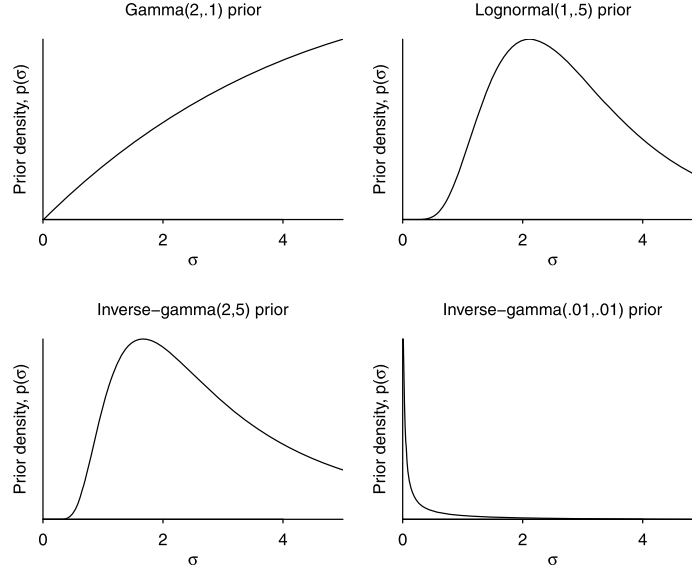 Gamma(2,.1) prior
Prior density, p(σ)
0 2 4
σ
Lognormal(1,.5) prior
Prior density, p(σ)
0 2 4
σ
Inverse−gamma(2,5) prior
Prior density, p(σ)
0 2 4
σ
Inverse−gamma(.01,.01) prior
Prior density, p(σ)
0 2 4
σ